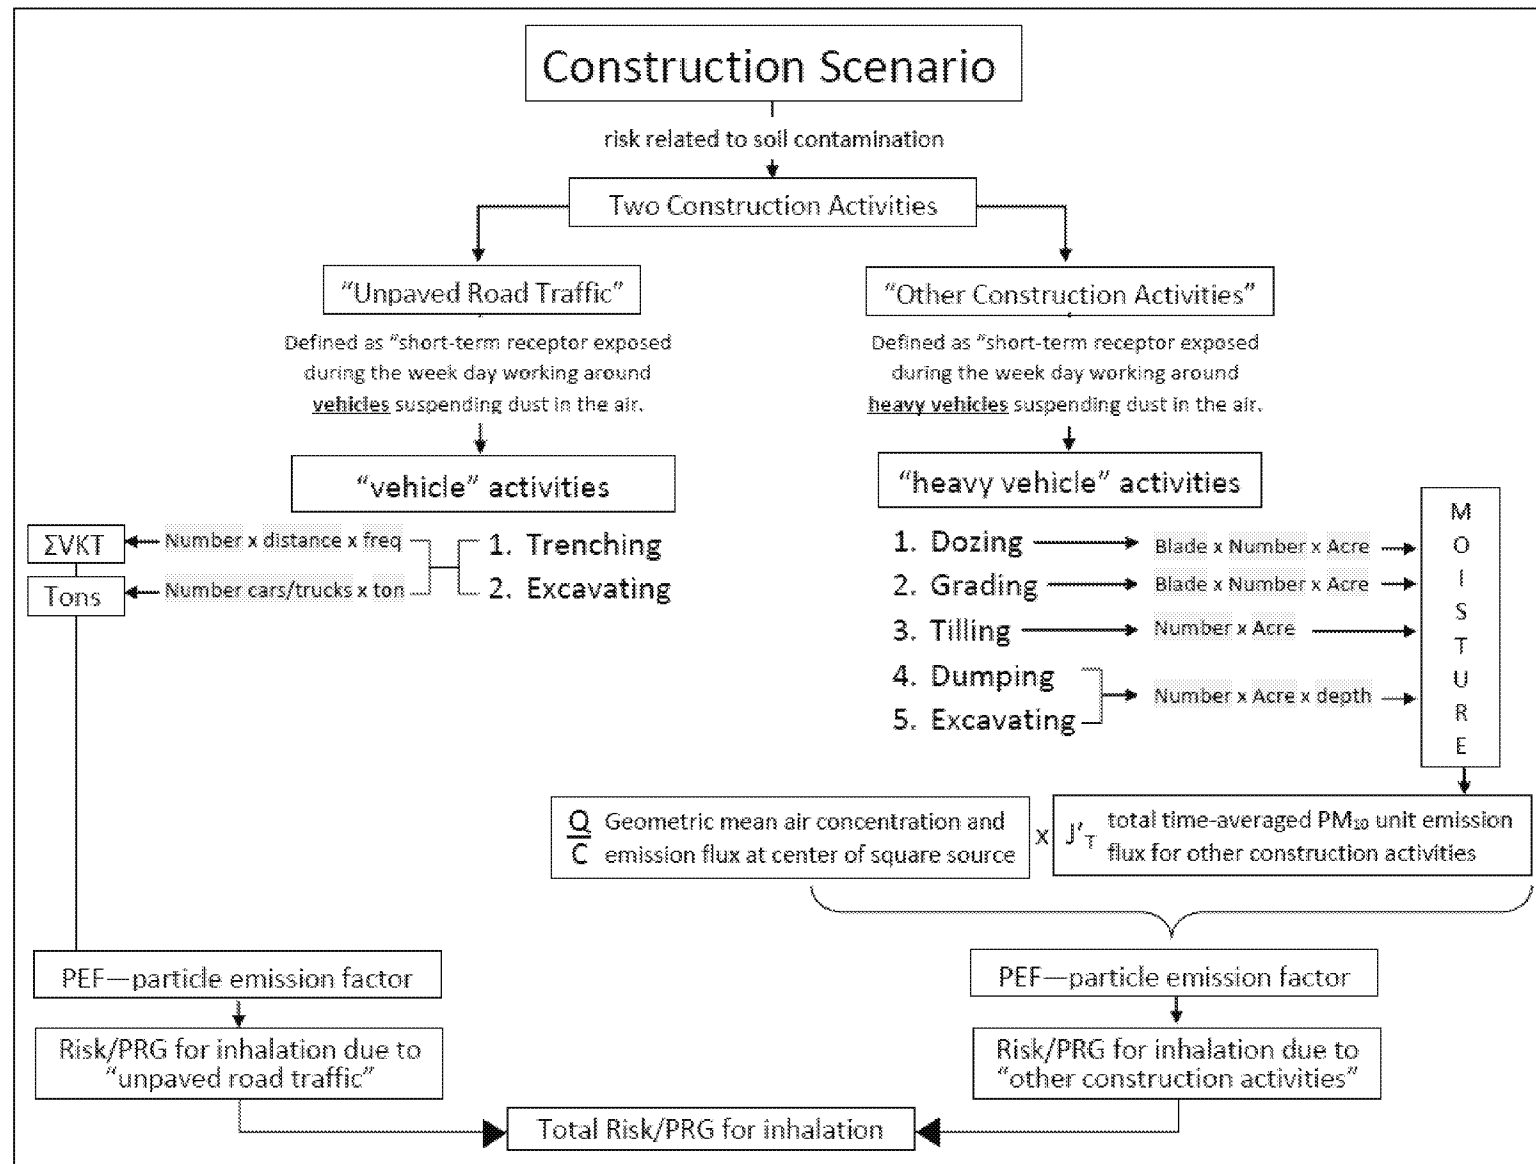 Construction Scenario
risk related to soil contamination
Two Construction Activities
“Unpaved Road Traffic”
Defined as “short-term receptor exposed
during the week day working around
vehicles suspending dust in the air.
“vehicle” activities
ΣVKT
Number x distance x freq
Tons
Number cars/trucks x ton
1. Trenching
2. Excavating
“Other Construction Activities”
Defined as “short-term receptor exposed
during the week day working around
heavy vehicles suspending dust in the air.
“heavy vehicle” activities
1. Dozing
Blade x Number x Acre
2. Grading
Blade x Number x Acre
3. Tilling
Number x Acre
4. Dumping
5. Excavating
Number x Acre x depth
M
O
I
S
T
U
R
E
Q
C
Geometric mean air concentration and
emission flux at center of square source
x
J'T
total time-averaged PM₁₀ unit emission
flux for other construction activities
PEF—particle emission factor
Risk/PRG for inhalation due to
“unpaved road traffic”
PEF—particle emission factor
Risk/PRG for inhalation due to
“other construction activities”
Total Risk/PRG for inhalation